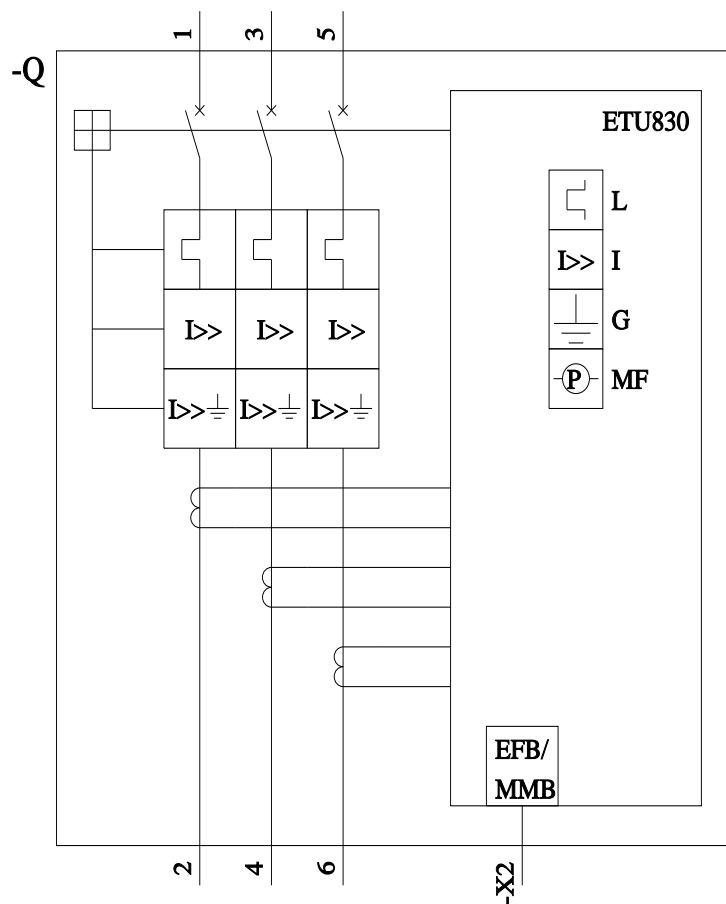 1 3 5
-Q
ETU830
L
I>> I
G
P MF
I>> I>> I>>
I>> I>> I>>
EFB/
MMB
2 4 6
-X2